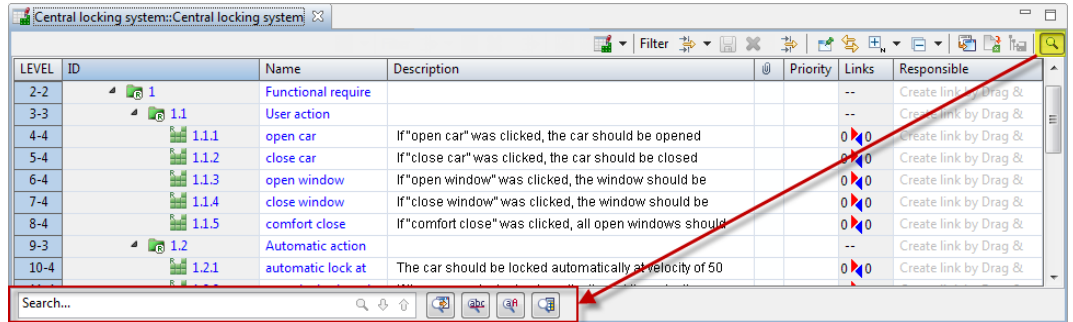 Central locking system::Central locking system
Filter
LEVEL ID Name Description Priority Links Responsible
2-2 1 Functional require -- Create link by Drag &
3-3 1.1 User action -- Create link by Drag &
4-4 1.1.1 open car If "open car" was clicked, the car should be opened 0 0 Create link by Drag &
5-4 1.1.2 close car If "close car" was clicked, the car should be closed 0 0 Create link by Drag &
6-4 1.1.3 open window If "open window" was clicked, the window should be 0 0 Create link by Drag &
7-4 1.1.4 close window If "close window" was clicked, the window should be 0 0 Create link by Drag &
8-4 1.1.5 comfort close If "comfort close" was clicked, all open windows should 0 0 Create link by Drag &
9-3 1.2 Automatic action -- Create link by Drag &
10-4 1.2.1 automatic lock at The car should be locked automatically at velocity of 50 0 0 Create link by Drag &
Search...